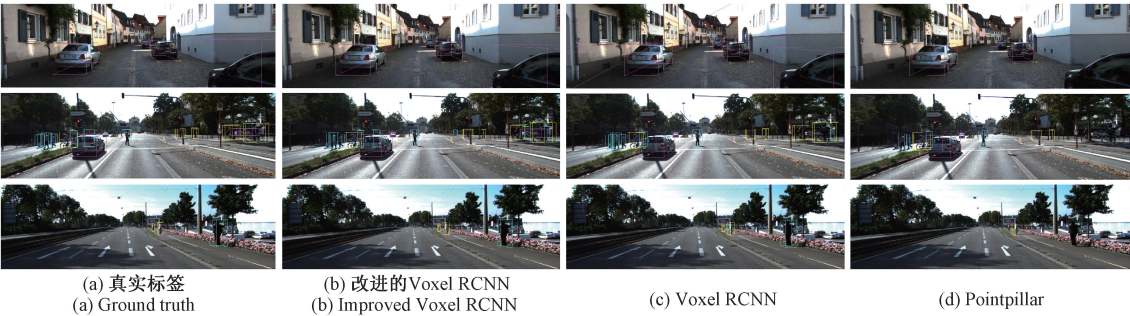 (a) 真实标签
(a) Ground truth
(b) 改进的Voxel RCNN
(b) Improved Voxel RCNN
(c) Voxel RCNN
(d) Pointpillar